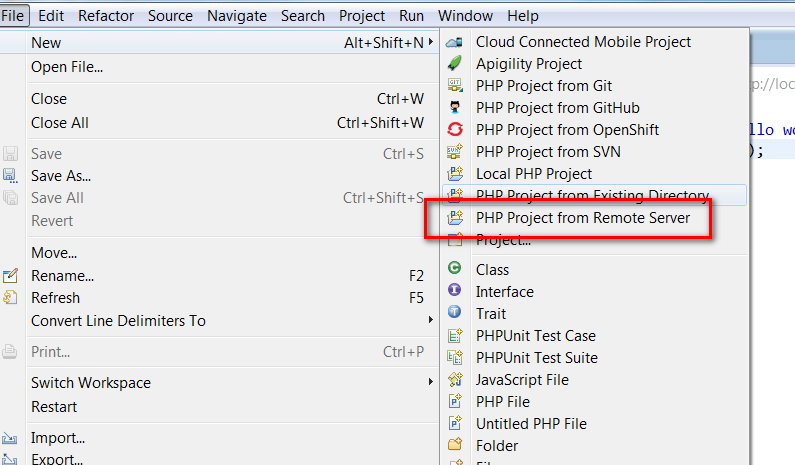 File Edit Refactor Source Navigate Search Project Run Window Help
New Alt+Shift+N
Open File...
Close Ctrl+W
Close All Ctrl+Shift+W
Save Ctrl+S
Save As...
Save All Ctrl+Shift+S
Revert
Move...
Rename... F2
Refresh F5
Convert Line Delimiters To
Print... Ctrl+P
Switch Workspace
Restart
Import...
Export...
Cloud Connected Mobile Project
Apigility Project
PHP Project from Git
PHP Project from GitHub
PHP Project from OpenShift
PHP Project from SVN
Local PHP Project
PHP Project from Existing Directory
PHP Project from Remote Server
Project...
Class
Interface
Trait
PHPUnit Test Case
PHPUnit Test Suite
JavaScript File
PHP File
Untitled PHP File
Folder
p://loc
llo wo
);